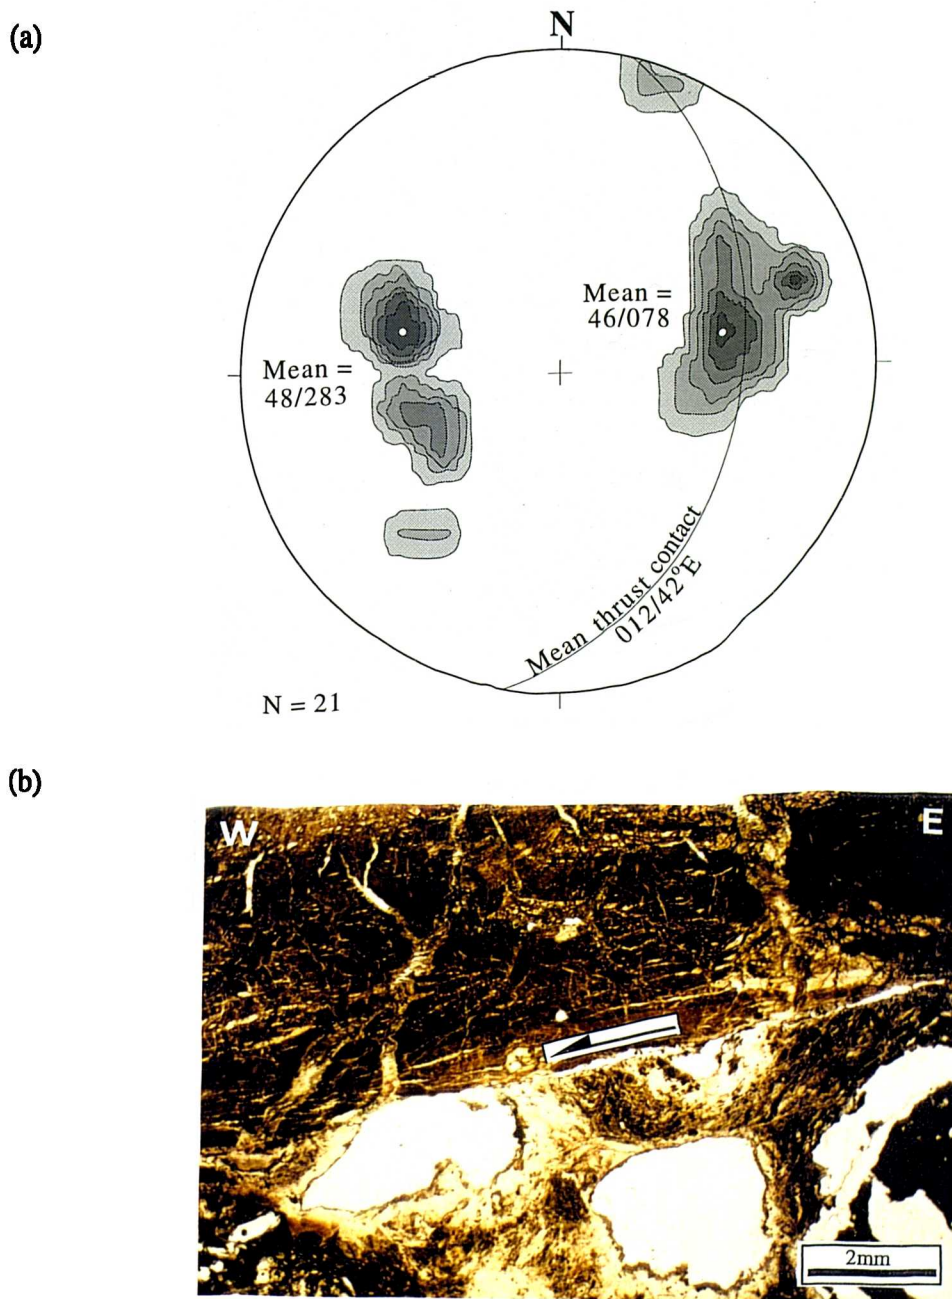 (a)
N
Mean =
46/078
Mean =
48/283
Mean thrust contact
012/42°E
N = 21
(b)
W
E
2mm